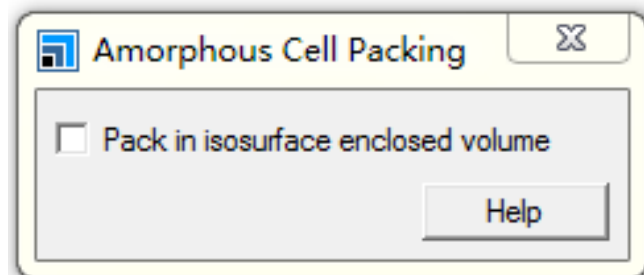 Amorphous Cell Packing
Pack in isosurface enclosed volume
Help